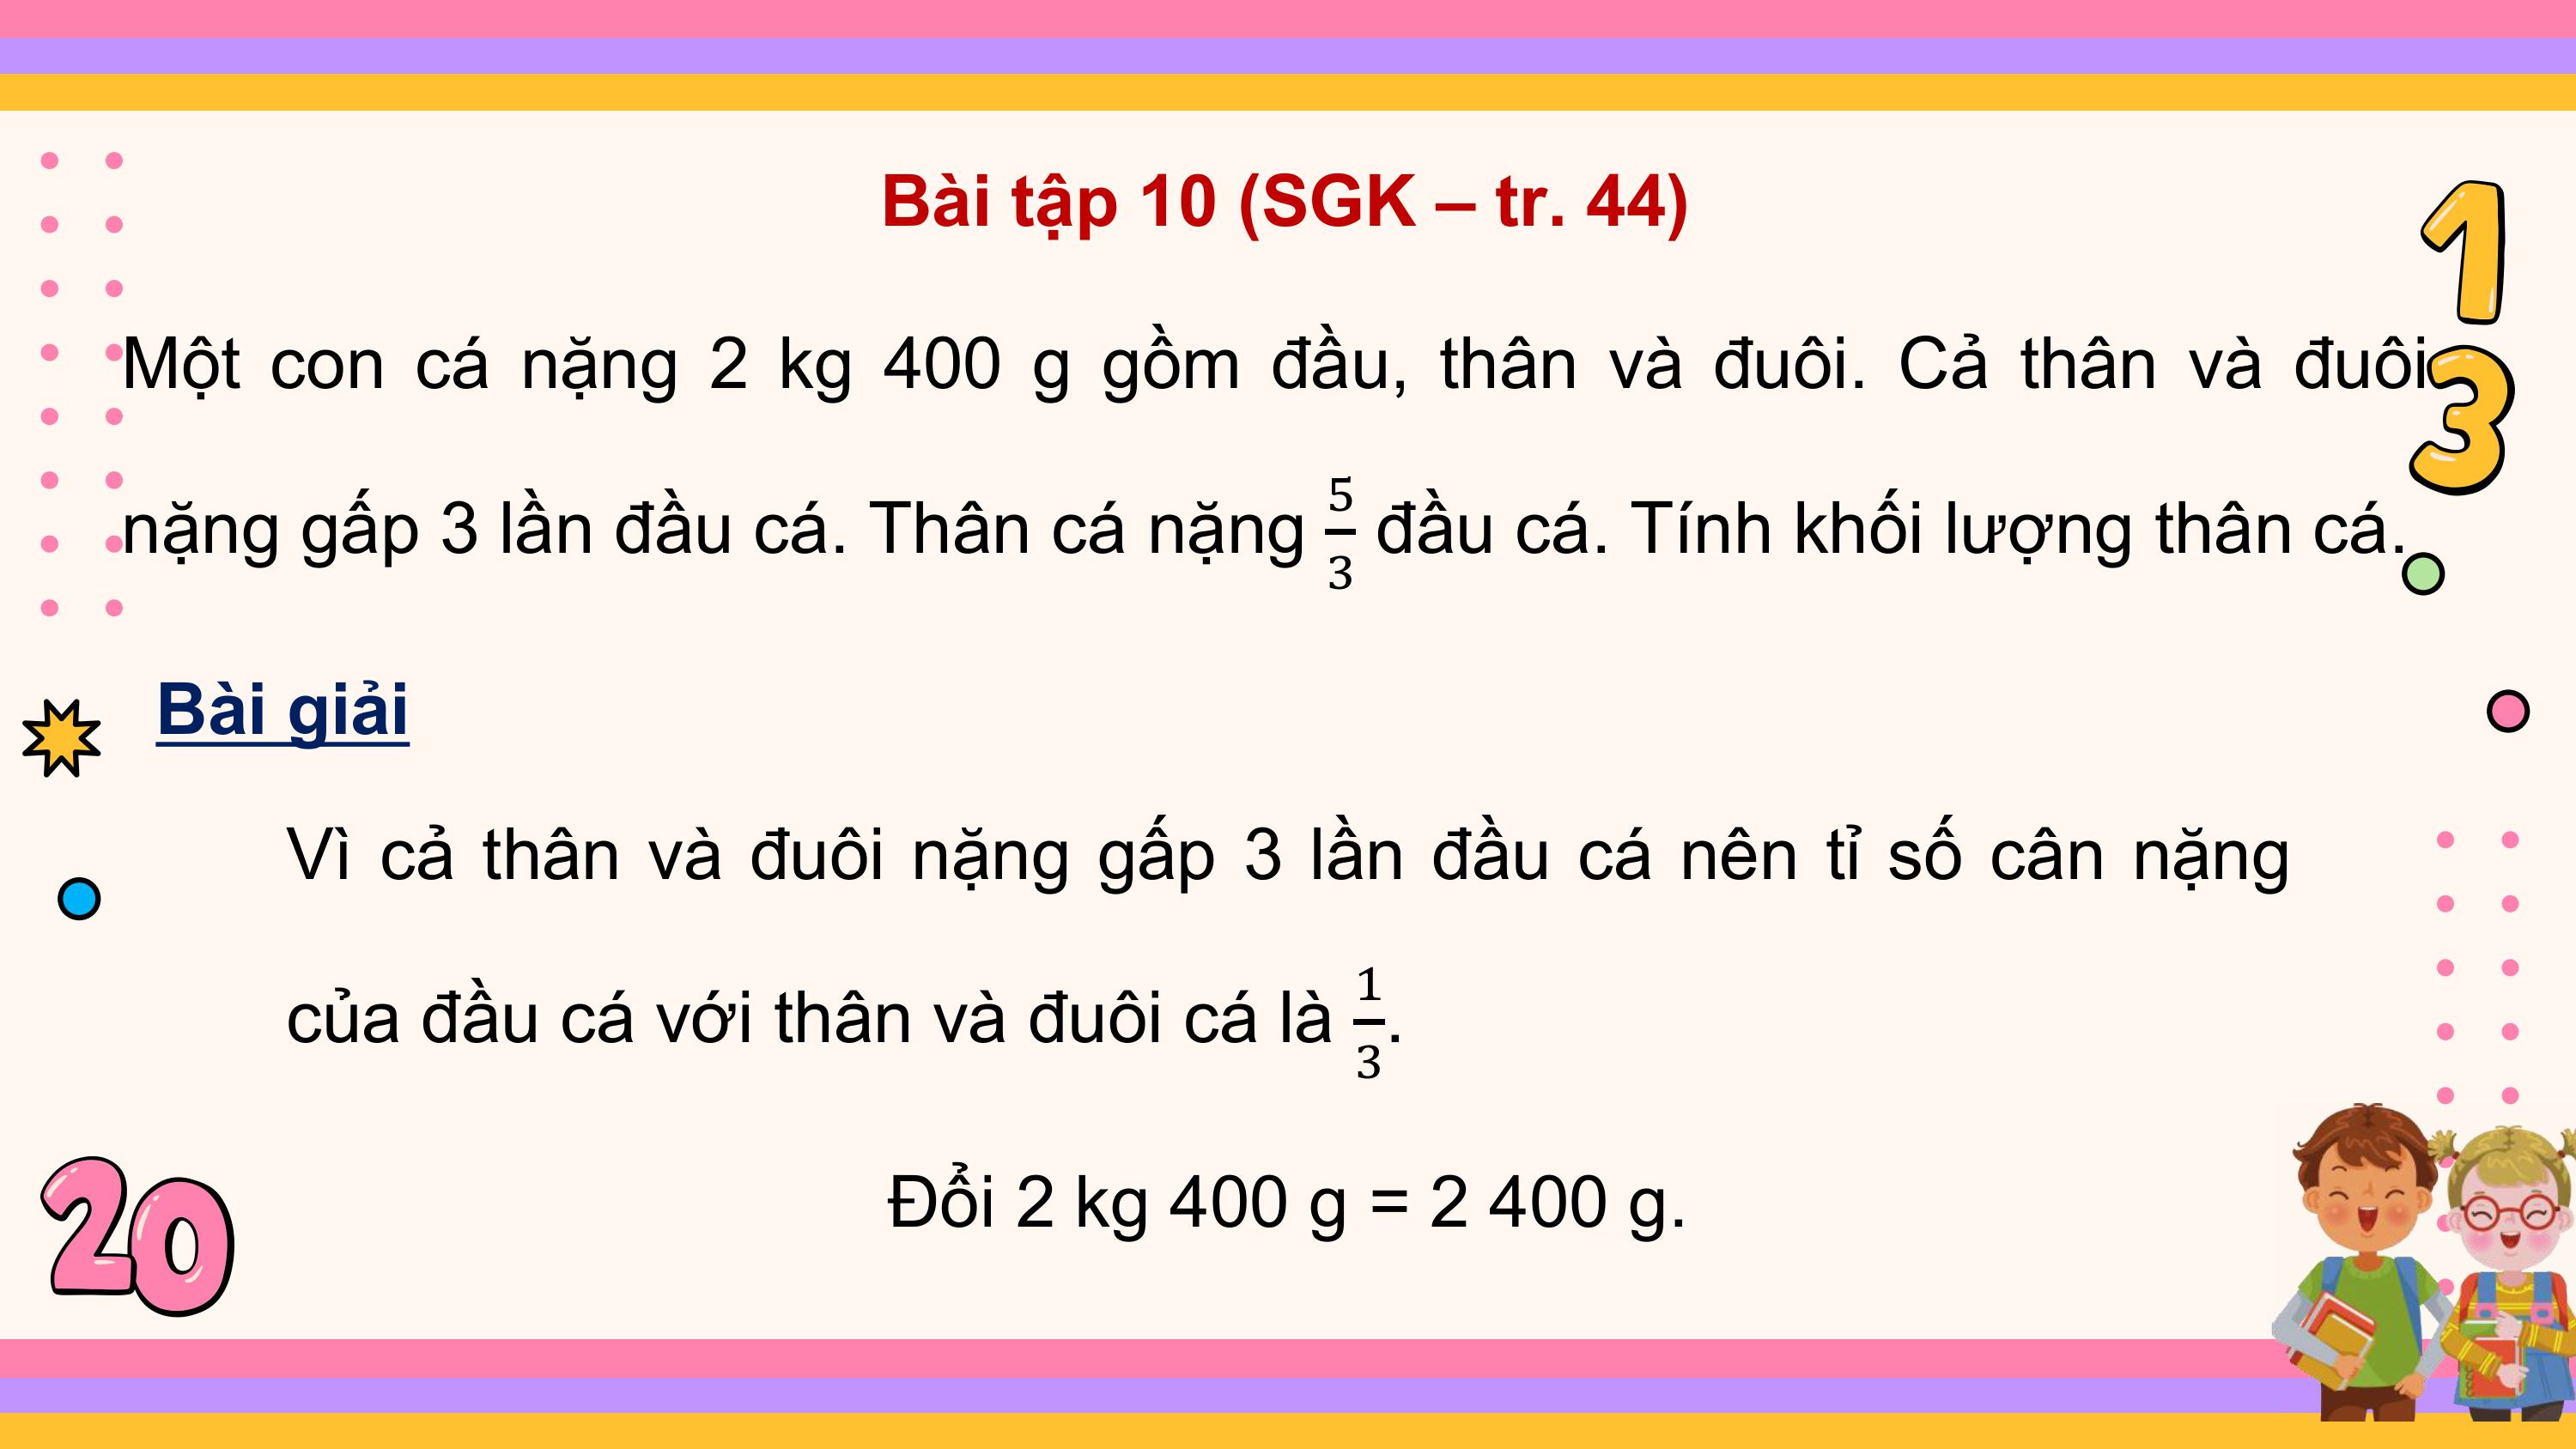 Bài tập 10 (SGK – tr. 44)
1
Một con cá nặng 2 kg 400 g gồm đầu, thân và đuôi. Cả thân và đuôi
3
nặng gấp 3 lần đầu cá. Thân cá nặng 5/3 đầu cá. Tính khối lượng thân cá.
Bài giải
Vì cả thân và đuôi nặng gấp 3 lần đầu cá nên tỉ số cân nặng
của đầu cá với thân và đuôi cá là 1/3.
Đổi 2 kg 400 g = 2 400 g.
20